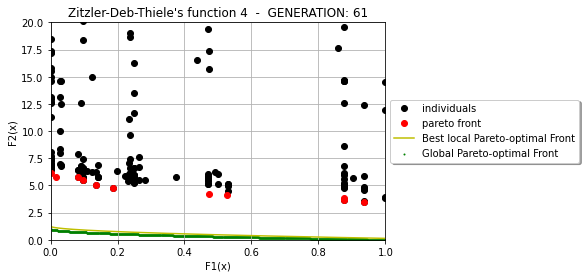 Zitzler-Deb-Thiele's function 4 - GENERATION: 61
20.0
17.5
15.0
12.5
10.0
7.5
5.0
2.5
0.0
F2(x)
0.0 0.2 0.4 0.6 0.8 1.0
F1(x)
individuals
pareto front
Best local Pareto-optimal Front
Global Pareto-optimal Front